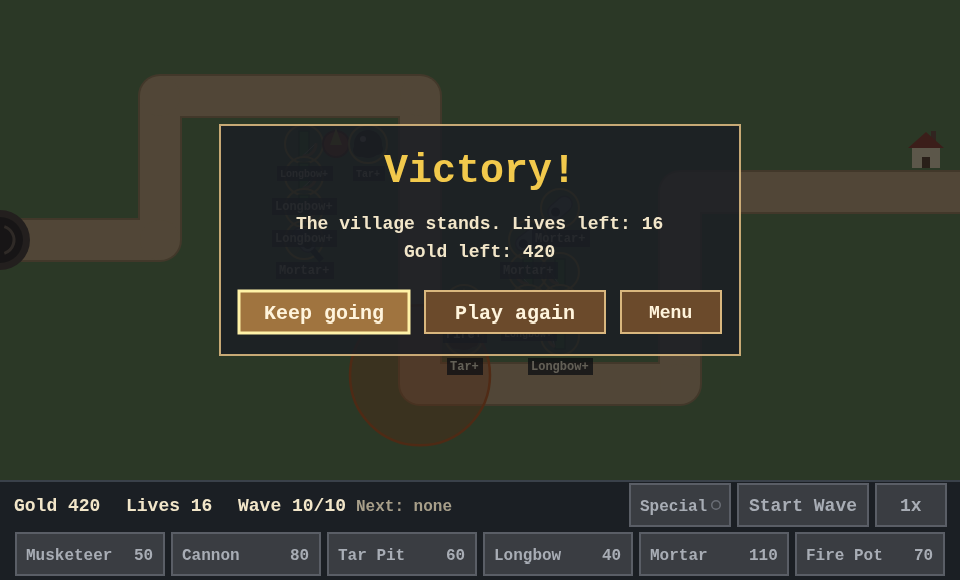 Longbow+ Tar+
Victory!
Longbow+
The village stands. Lives left: 16
Longbow+ Mortar+
Gold left: 420
Mortar+ Mortar+
Keep going Play again Menu
Tar+ Longbow+
Gold 420 Lives 16 Wave 10/10 Next: none Special Start Wave 1x
Musketeer 50 Cannon 80 Tar Pit 60 Longbow 40 Mortar 110 Fire Pot 70